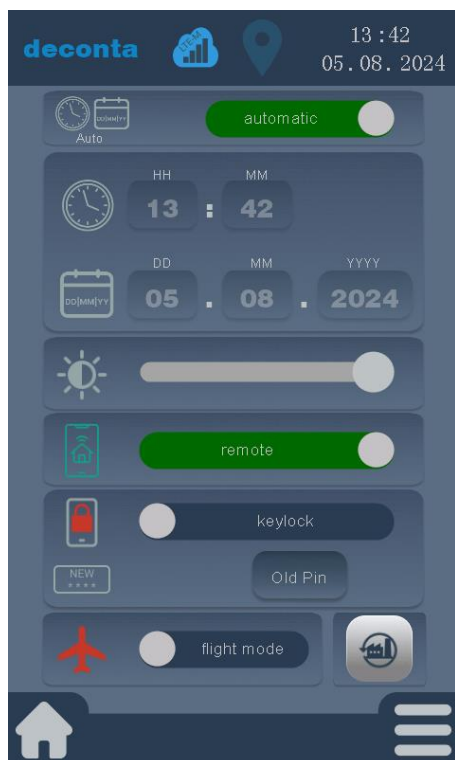 deconta
LTE-M
13:42
05.08.2024
DD|MM|YY
Auto
automatic
HH MM
13 : 42
DD MM YYYY
DD|MM|YY
05 . 08 . 2024
remote
keylock
NEW
****
Old Pin
flight mode